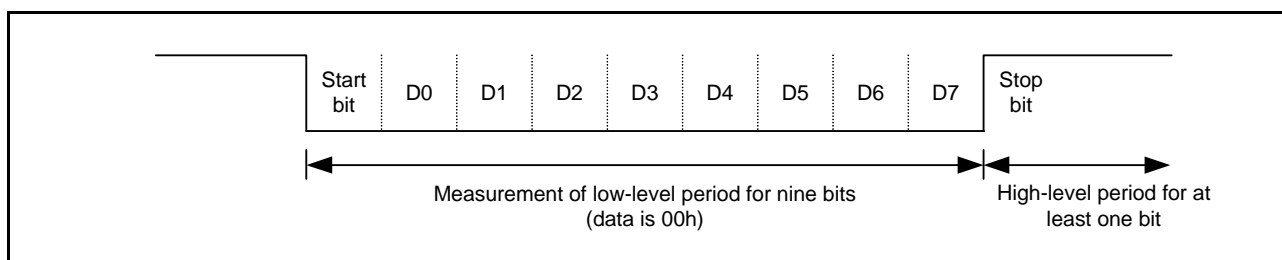 Start
bit
D0
D1
D2
D3
D4
D5
D6
D7
Stop
bit
Measurement of low-level period for nine bits
(data is 00h)
High-level period for at
least one bit